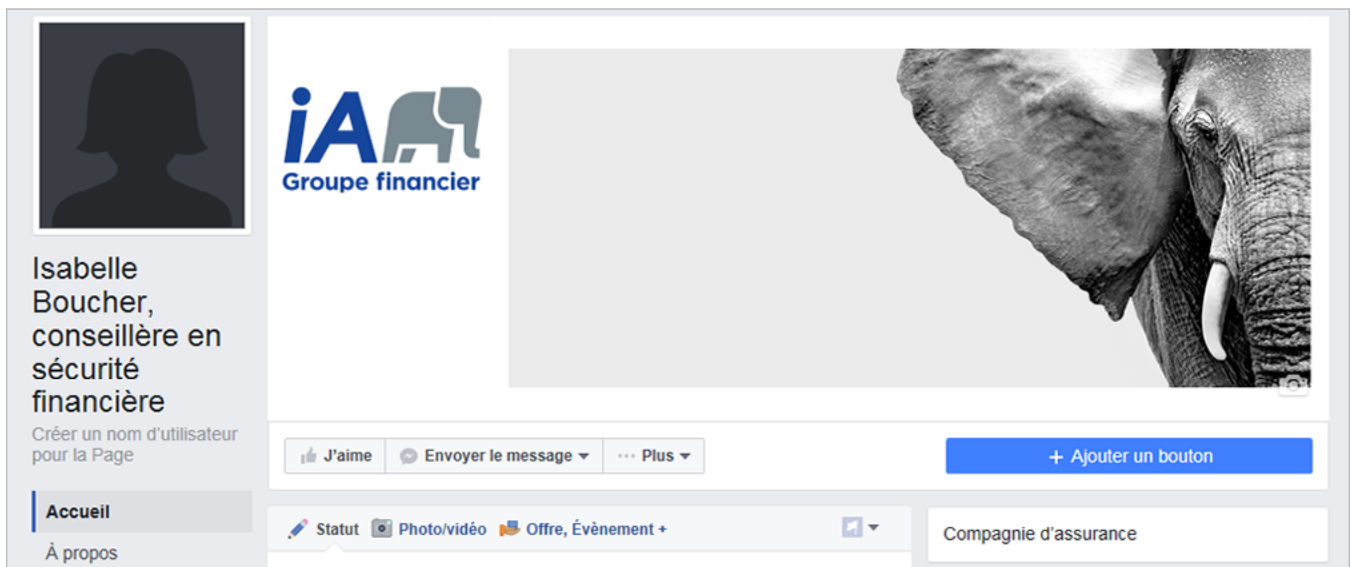 iA
Groupe financier
Isabelle
Boucher,
conseillère en
sécurité
financière
Créer un nom d'utilisateur
pour la Page
J'aime
Envoyer le message
Plus
+ Ajouter un bouton
Accueil
À propos
Statut Photo/vidéo Offre, Évènement +
Compagnie d'assurance